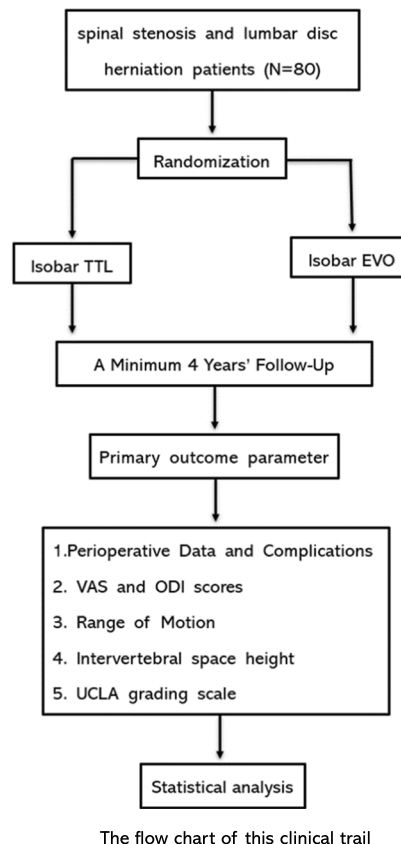 spinal stenosis and lumbar disc
herniation patients (N=80)
Randomization
Isobar TTL
Isobar EVO
A Minimum 4 Years’ Follow-Up
Primary outcome parameter
1.Perioperative Data and Complications
2. VAS and ODI scores
3. Range of Motion
4. Intervertebral space height
5. UCLA grading scale
Statistical analysis
The flow chart of this clinical trail